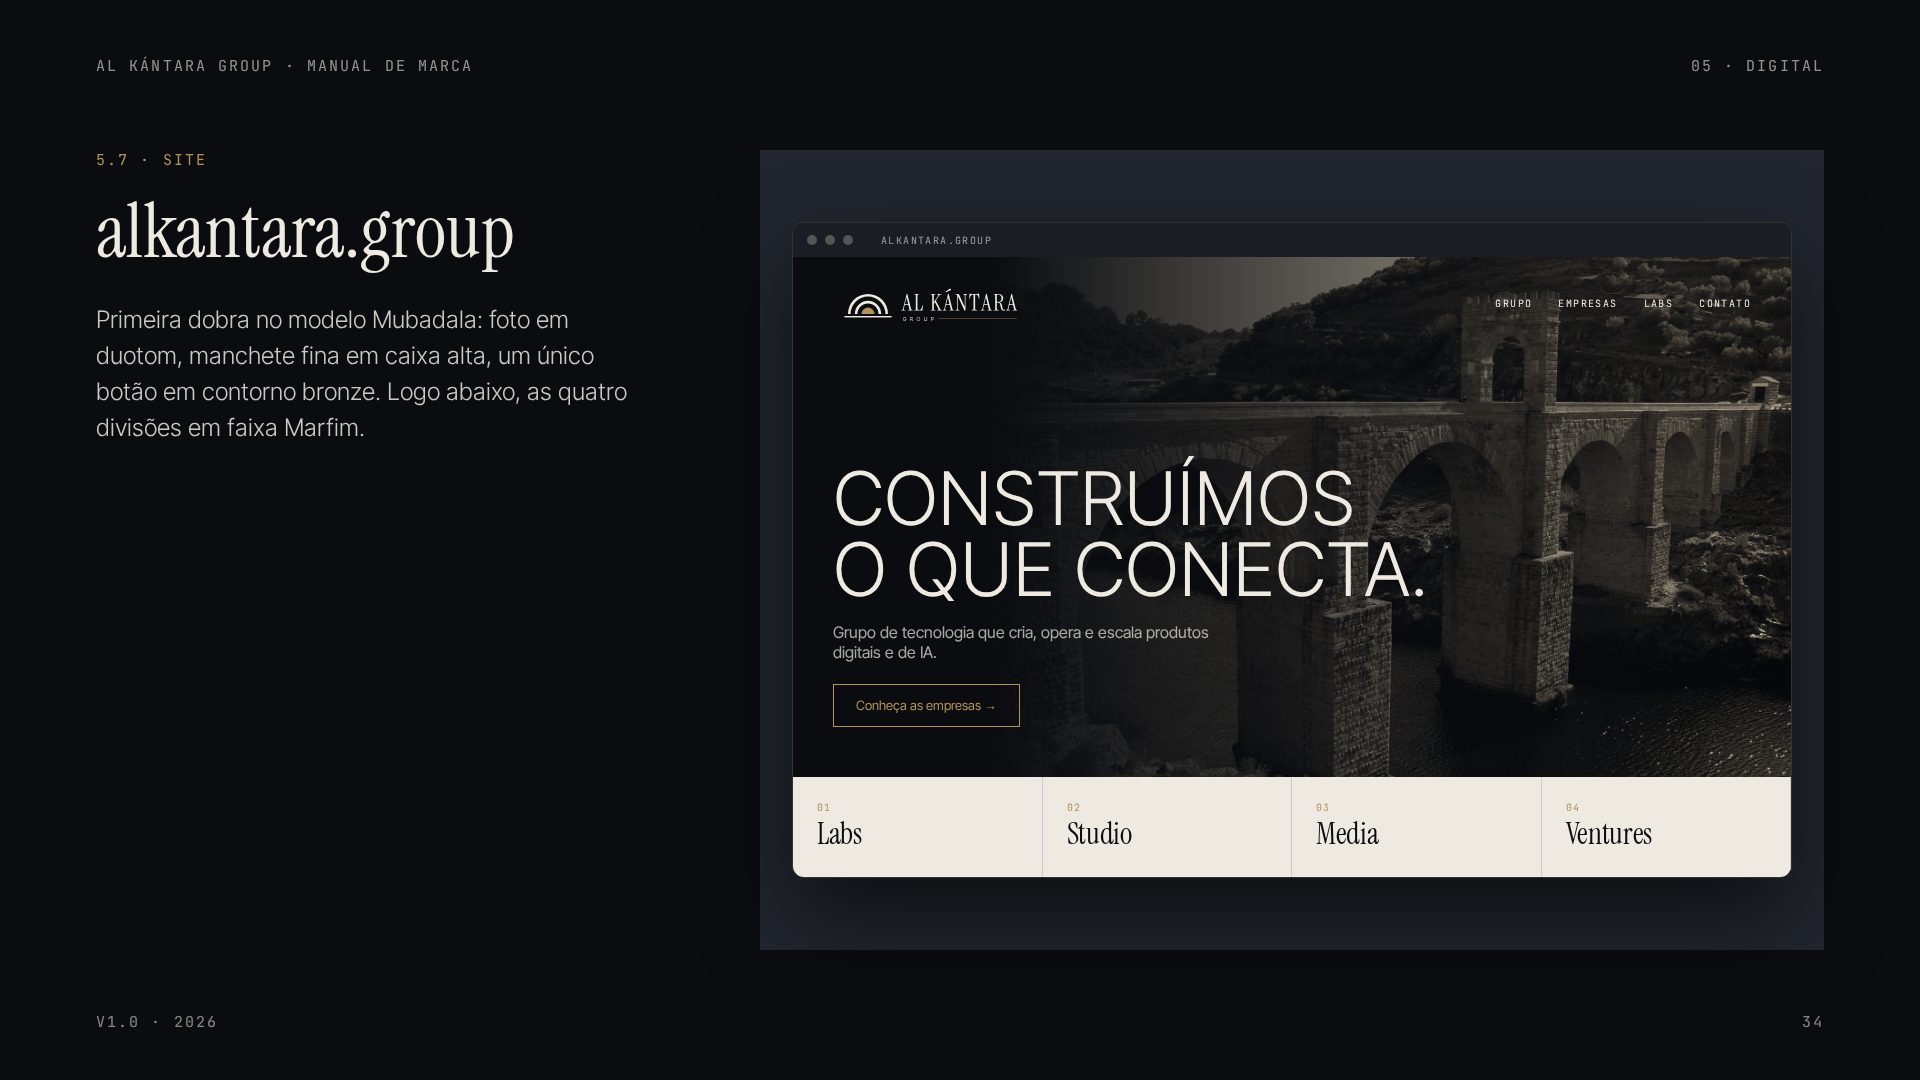 AL KÁNTARA GROUP · MANUAL DE MARCA
05 · DIGITAL
5.7 · SITE
alkantara.group
Primeira dobra no modelo Mubadala: foto em
duotom, manchete fina em caixa alta, um único
botão em contorno bronze. Logo abaixo, as quatro
divisões em faixa Marfim.
ALKANTARA.GROUP
AL KÁNTARA
GROUP
GRUPO EMPRESAS LABS CONTATO
CONSTRUÍMOS
O QUE CONECTA.
Grupo de tecnologia que cria, opera e escala produtos
digitais e de IA.
Conheça as empresas →
01
Labs
02
Studio
03
Media
04
Ventures
V1.0 · 2026
34